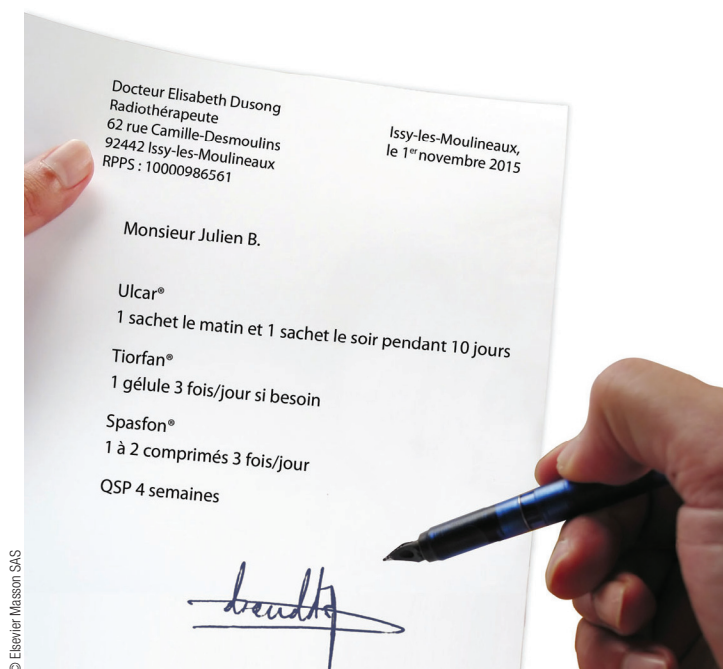 Docteur Elisabeth Dusong
Radiothérapeute
62 rue Camille-Desmoulins
92442 Issy-les-Moulineaux
RPPS : 10000986561
Issy-les-Moulineaux,
le 1er novembre 2015
Monsieur Julien B.
Ulcar®
1 sachet le matin et 1 sachet le soir pendant 10 jours
Tiorfan®
1 gélule 3 fois/jour si besoin
Spasfon®
1 à 2 comprimés 3 fois/jour
QSP 4 semaines
© Elsevier Masson SAS